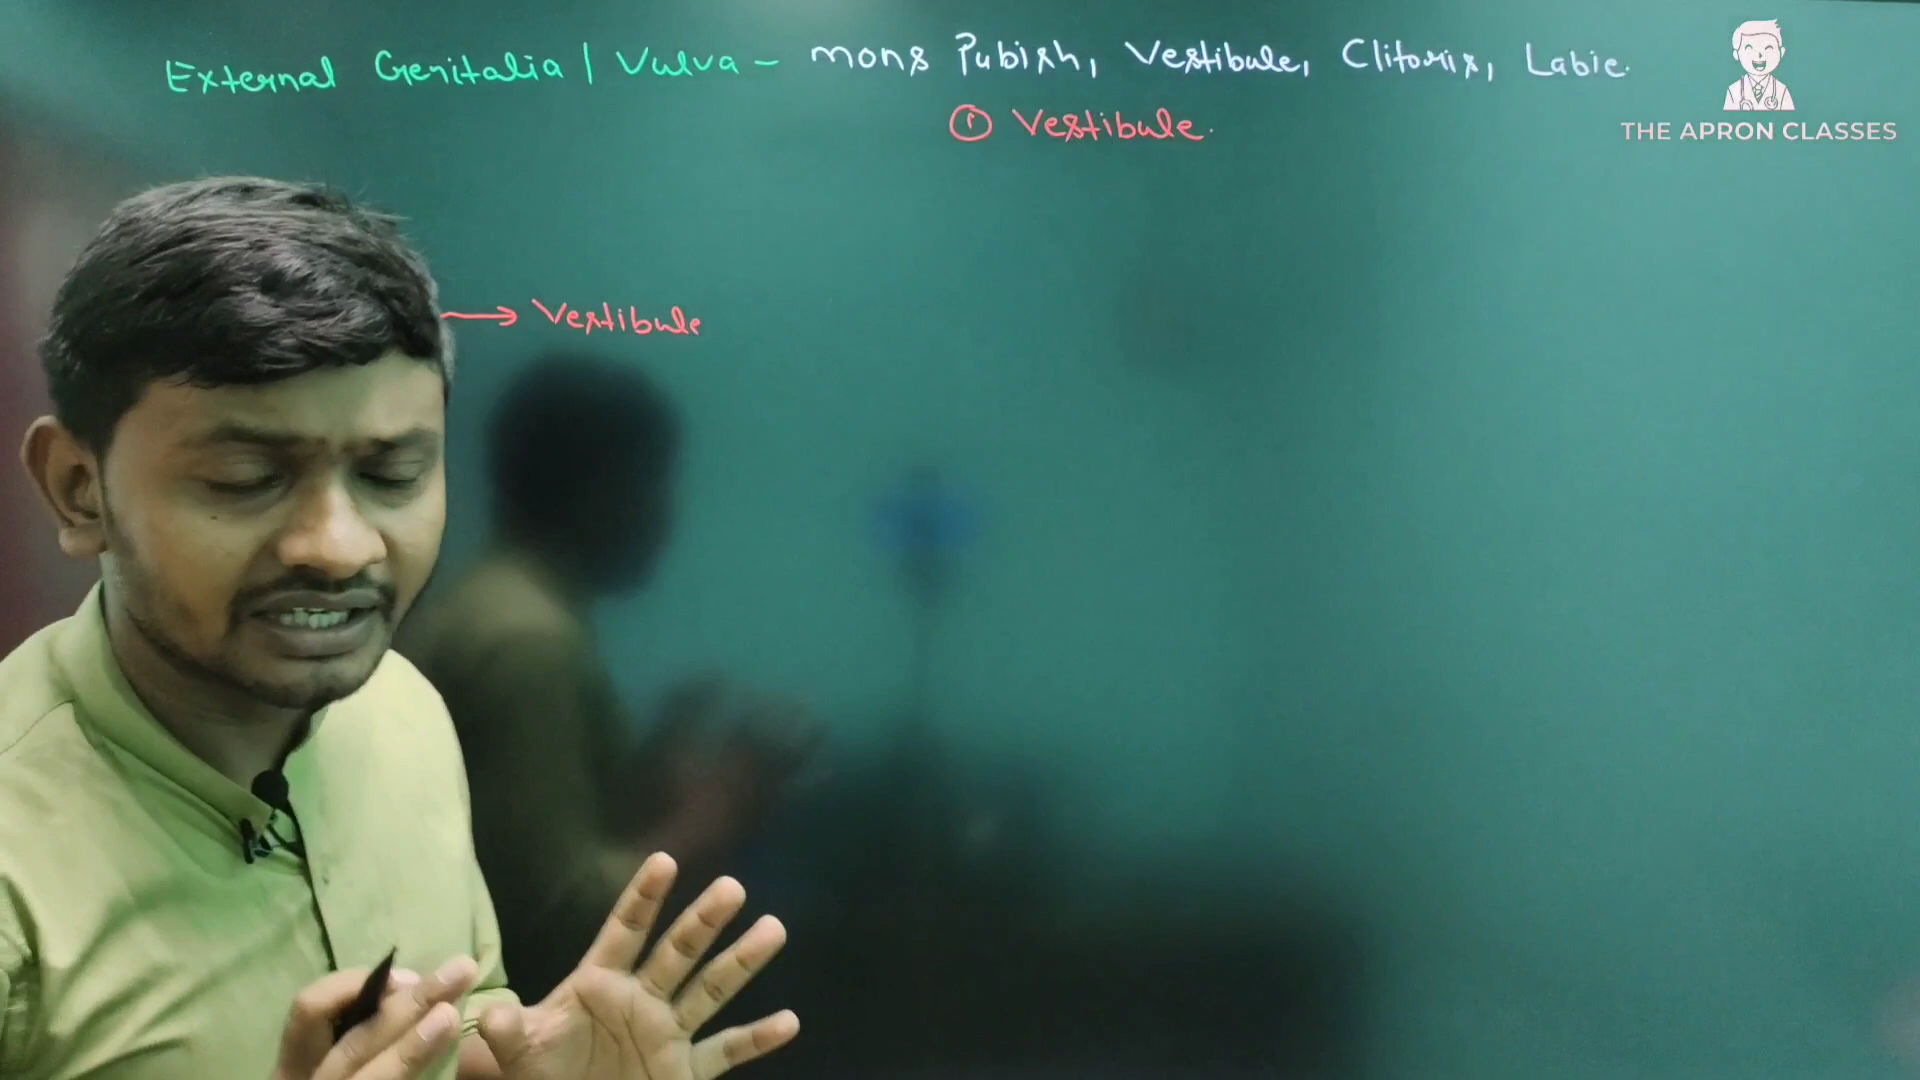 External Genitalia / Vulva - mons Pubish, Vestibule, Clitoris, Labie.
① Vestibule.
THE APRON CLASSES
→ Vestibule